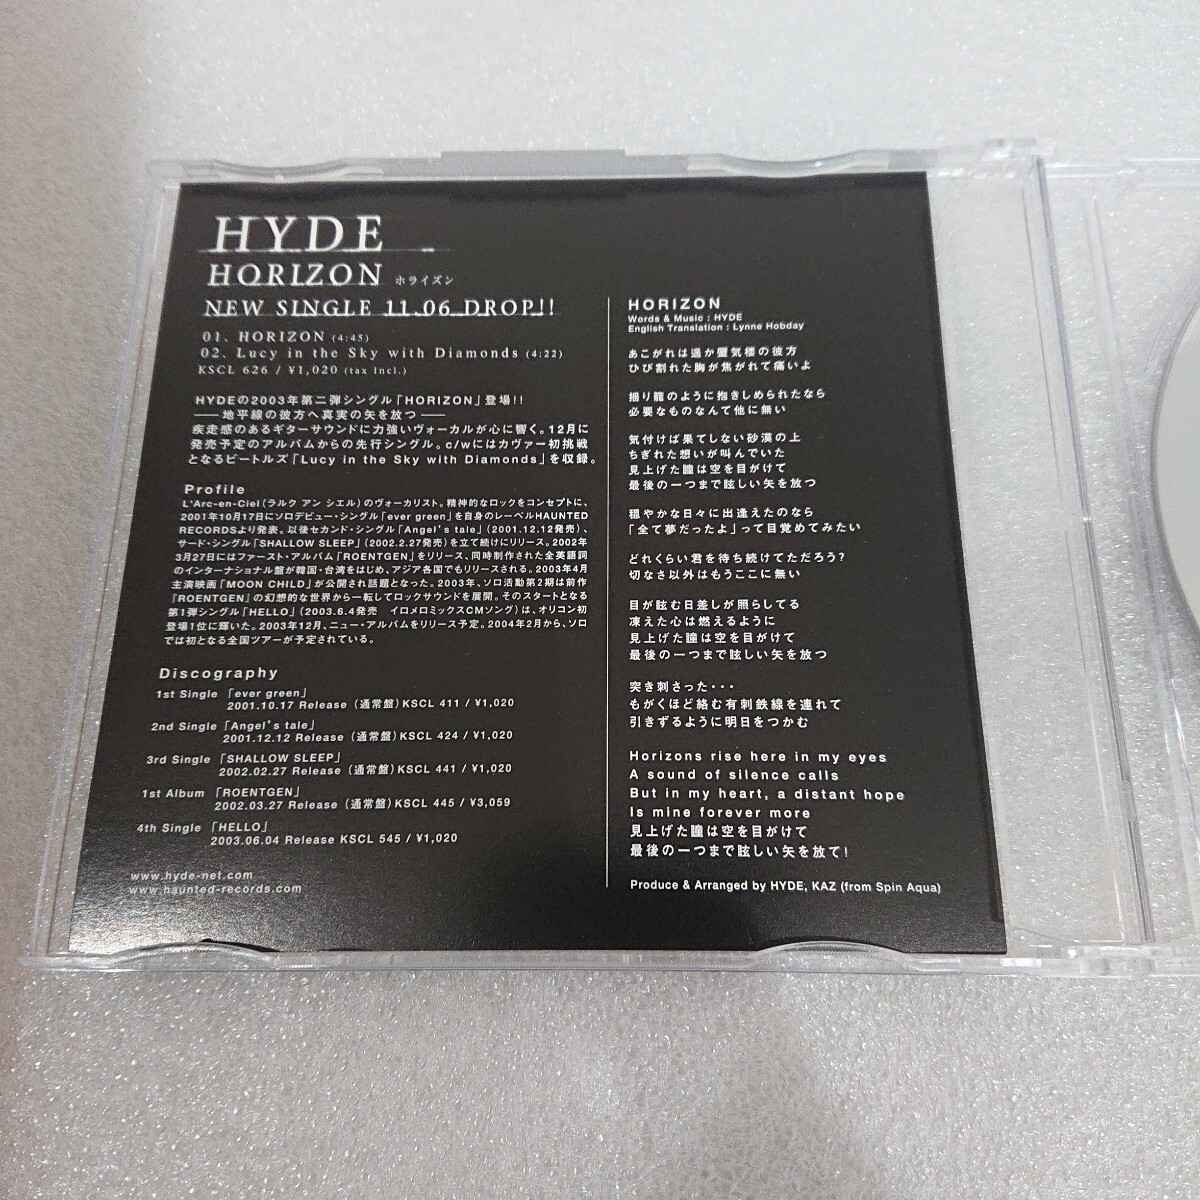 HYDE
HORIZON ホライズン
NEW SINGLE 11.06 DROP!!
01. HORIZON (4:45)
02. Lucy in the Sky with Diamonds (4:22)
KSCL 626 / ¥1,020 (tax Incl.)
HYDEの2003年第二弾シングル「HORIZON」登場!!
──地平線の彼方へ真実の矢を放つ──
疾走感のあるギターサウンドに力強いヴォーカルが心に響く。12月に
発売予定のアルバムからの先行シングル。c/wにはカヴァー初挑戦
となるビートルズ「Lucy in the Sky with Diamonds」を収録。
Profile
L'Arc-en-Ciel(ラルク アン シエル)のヴォーカリスト。精神的なロックをコンセプトに、
2001年10月17日にソロデビュー・シングル「ever green」を自身のレーベルHAUNTED
RECORDSより発表。以後セカンド・シングル「Angel's tale」(2001.12.12発売)、
サード・シングル「SHALLOW SLEEP」(2002.2.27発売)を立て続けにリリース。2002年
3月27日にはファースト・アルバム「ROENTGEN」をリリース、同時制作された全英語詞
のインターナショナル盤が韓国・台湾をはじめ、アジア各国でもリリースされる。2003年4月
主演映画「MOON CHILD」が公開され話題となった。2003年、ソロ活動第2期は前作
「ROENTGEN」の幻想的な世界から一転してロックサウンドを展開。そのスタートとなる
第1弾シングル「HELLO」(2003.6.4発売 イロメロミックスCMソング)は、オリコン初
登場1位に輝いた。2003年12月、ニュー・アルバムをリリース予定。2004年2月から、ソロ
では初となる全国ツアーが予定されている。
Discography
1st Single 「ever green」
2001.10.17 Release (通常盤)KSCL 411 / ¥1,020
2nd Single 「Angel's tale」
2001.12.12 Release (通常盤)KSCL 424 / ¥1,020
3rd Single 「SHALLOW SLEEP」
2002.02.27 Release (通常盤)KSCL 441 / ¥1,020
1st Album 「ROENTGEN」
2002.03.27 Release (通常盤)KSCL 445 / ¥3,059
4th Single 「HELLO」
2003.06.04 Release KSCL 545 / ¥1,020
www.hyde-net.com
www.haunted-records.com
HORIZON
Words & Music : HYDE
English Translation : Lynne Hobday
あこがれは遥か蜃気楼の彼方
ひび割れた胸が焦がれて痛いよ
揺り籠のように抱きしめられたなら
必要なものなんて他に無い
気付けば果てしない砂漠の上
ちぎれた想いが叫んでいた
見上げた瞳は空を目がけて
最後の一つまで眩しい矢を放つ
穏やかな日々に出逢えたのなら
「全て夢だったよ」って目覚めてみたい
どれくらい君を待ち続けてただろう?
切なさ以外はもうここに無い
目が眩む日差しが照らしてる
凍えた心は燃えるように
見上げた瞳は空を目がけて
最後の一つまで眩しい矢を放つ
突き刺さった・・・
もがくほど絡む有刺鉄線を連れて
引きずるように明日をつかむ
Horizons rise here in my eyes
A sound of silence calls
But in my heart, a distant hope
Is mine forever more
見上げた瞳は空を目がけて
最後の一つまで眩しい矢を放て!
Produce & Arranged by HYDE, KAZ (from Spin Aqua)